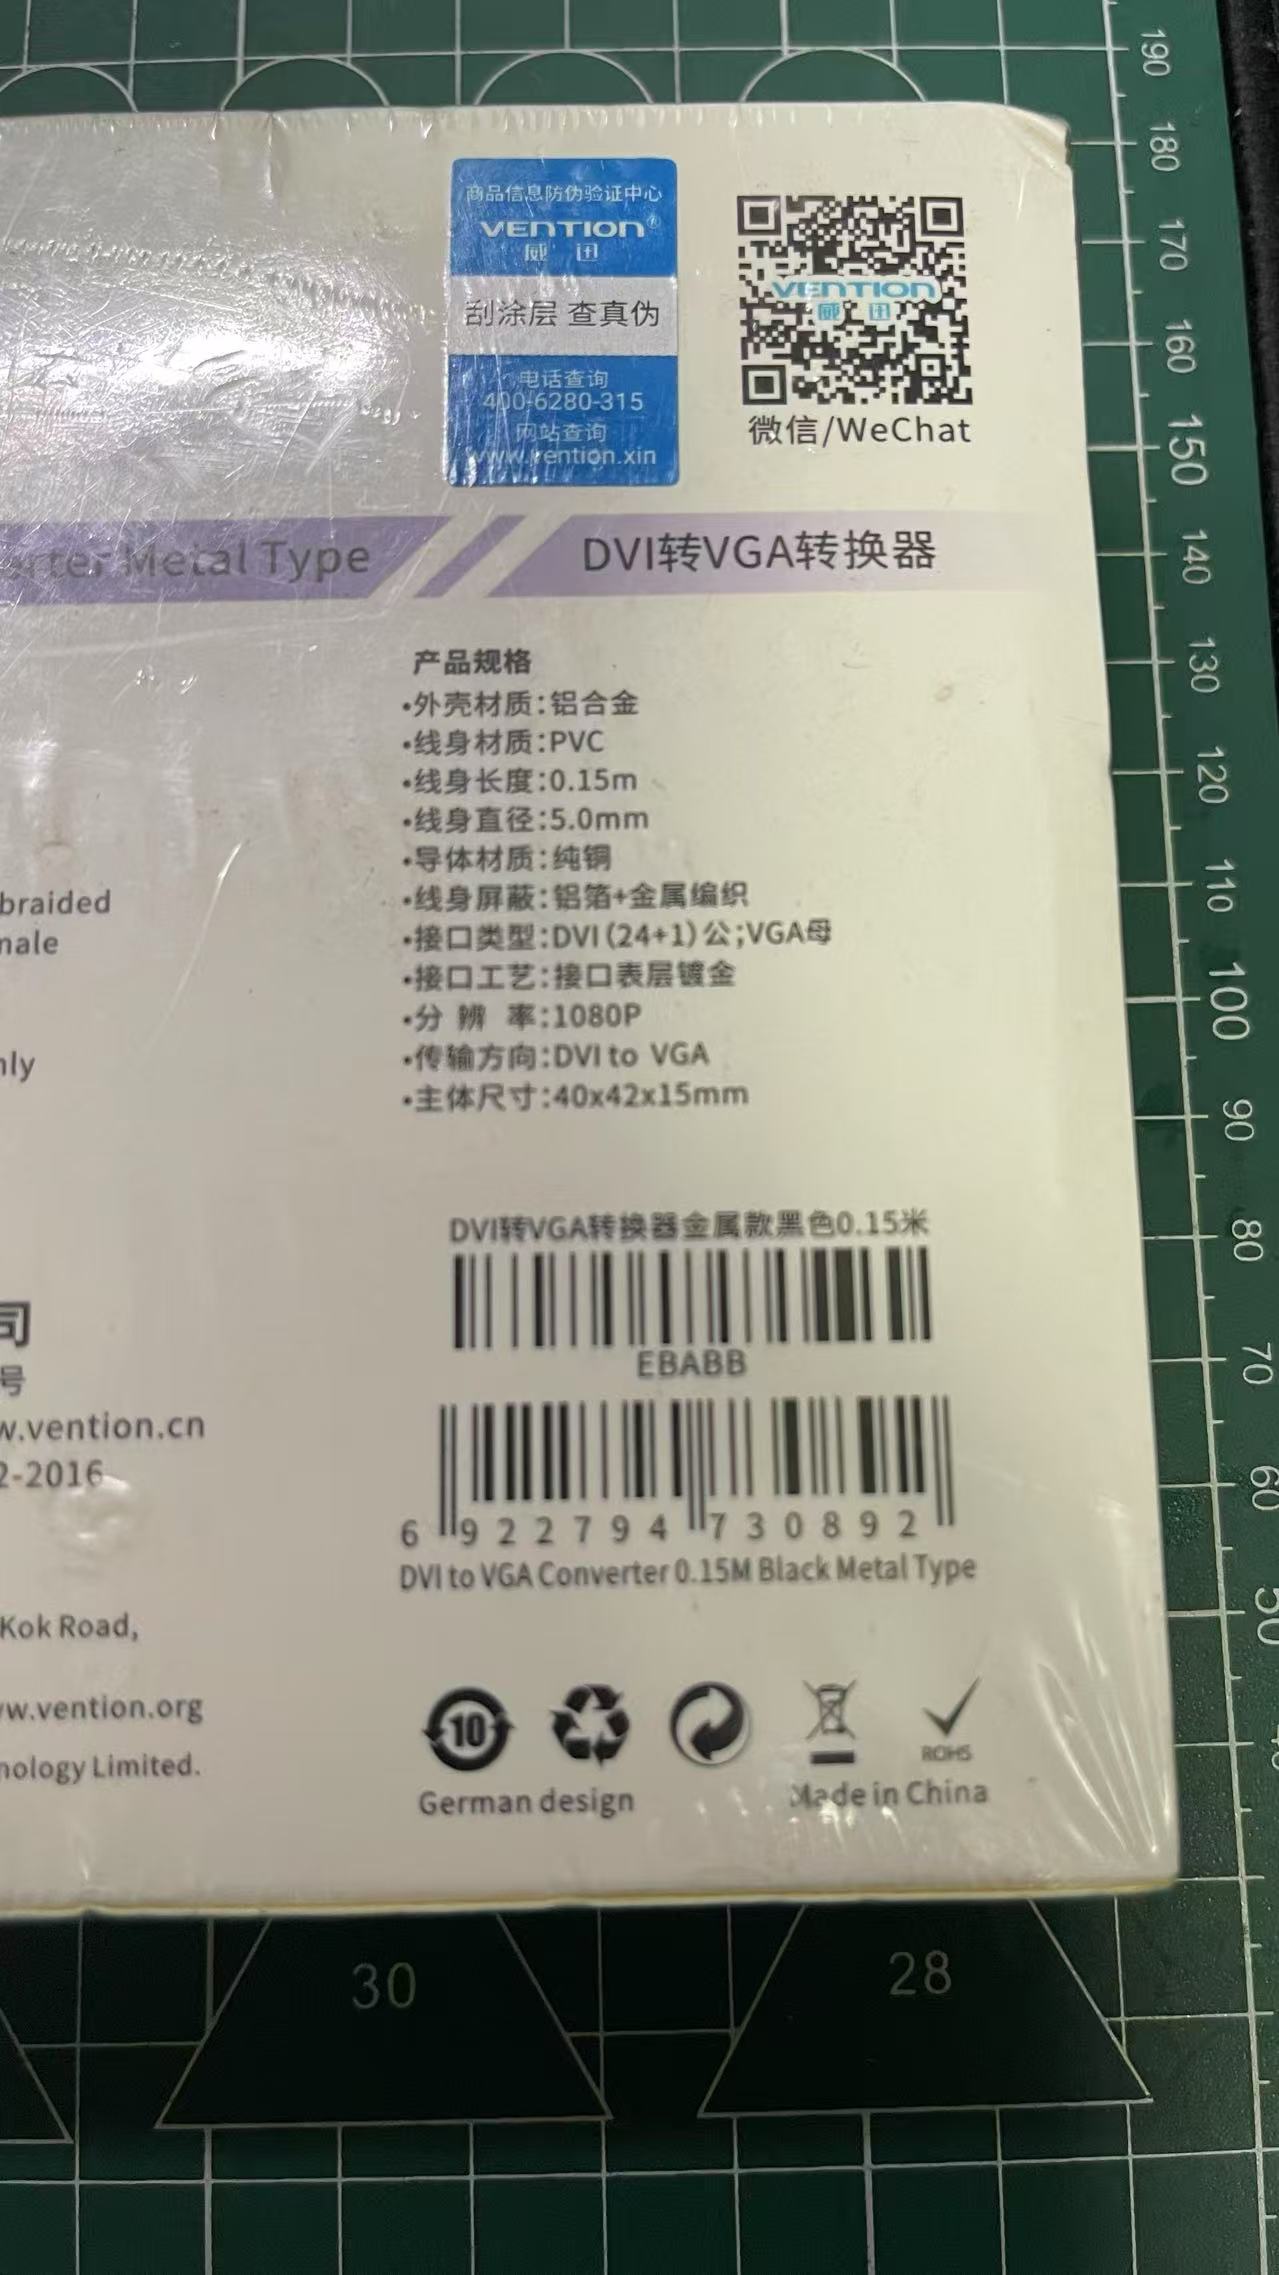 商品信息防伪验证中心
VENTION®
威迅
刮涂层 查真伪
电话查询
400-6280-315
网站查询
www.vention.xin
VENTION
威迅
微信/WeChat
erter Metal Type
DVI转VGA转换器
产品规格
•外壳材质:铝合金
•线身材质:PVC
•线身长度:0.15m
•线身直径:5.0mm
•导体材质:纯铜
•线身屏蔽:铝箔+金属编织
•接口类型:DVI(24+1)公;VGA母
•接口工艺:接口表层镀金
•分 辨 率:1080P
•传输方向:DVI to VGA
•主体尺寸:40x42x15mm
braided
male
nly
司
号
w.vention.cn
2-2016
Kok Road,
ww.vention.org
nology Limited.
DVI转VGA转换器金属款黑色0.15米
EBABB
6 922794 730892
DVI to VGA Converter 0.15M Black Metal Type
10
ROHS
German design
Made in China
190
180
170
160
150
140
130
120
110
100
90
80
70
60
50
30
28